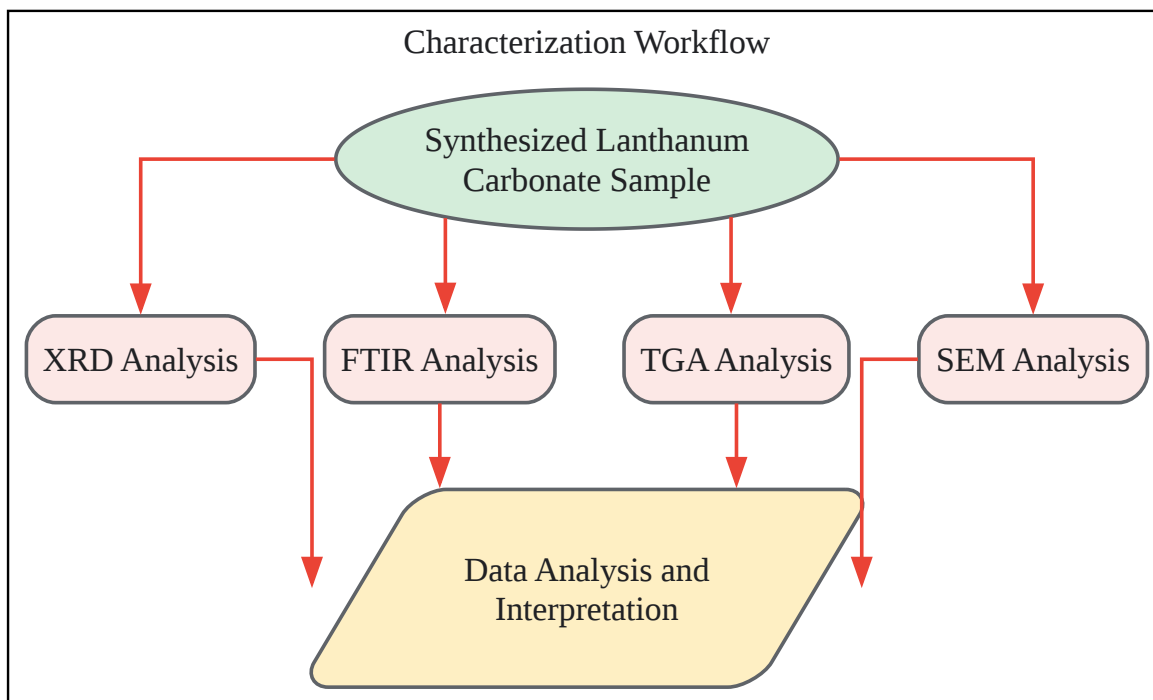 Characterization Workflow
Synthesized Lanthanum
Carbonate Sample
XRD Analysis
FTIR Analysis
TGA Analysis
SEM Analysis
Data Analysis and
Interpretation